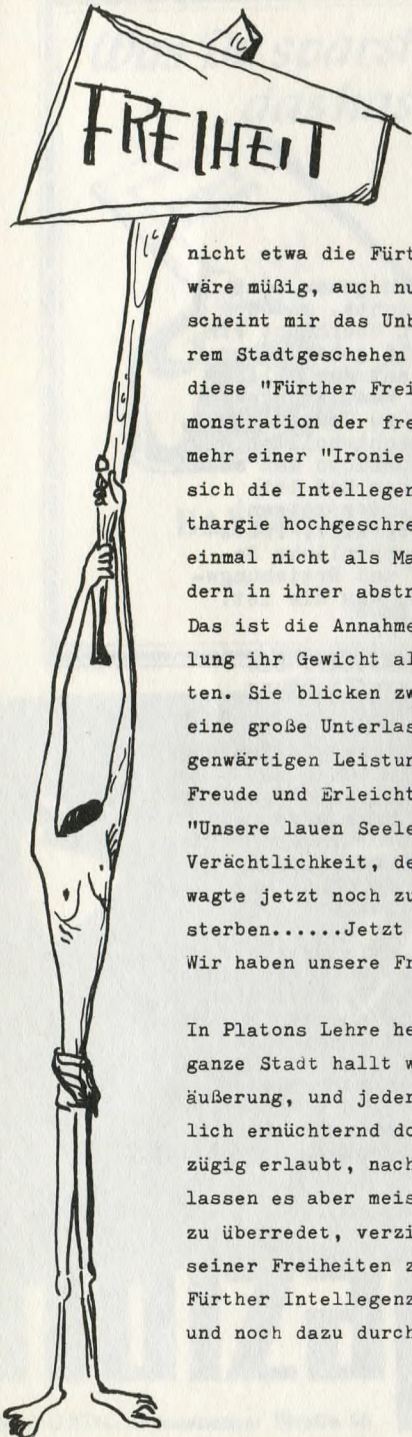 FREIHEIT
nicht etwa die Fürt
wäre müßig, auch nu
scheint mir das Unb
rem Stadtgeschehen
diese "Fürther Frei
monstration der fre
mehr einer "Ironie
sich die Intellegen
thargie hochgeschre
einmal nicht als Ma
dern in ihrer abstr
Das ist die Annahme
lung ihr Gewicht al
ten. Sie blicken zw
eine große Unterlas
genwärtigen Leistun
Freude und Erleicht
"Unsere lauen Seele
Verächtlichkeit, de
wagte jetzt noch zu
sterben......Jetzt
Wir haben unsere Fr
In Platons Lehre he
ganze Stadt hallt w
äußerung, und jeder
lich ernüchternd do
zügig erlaubt, nach
lassen es aber meis
zu überredet, verzi
seiner Freiheiten z
Fürther Intellegenz
und noch dazu durch